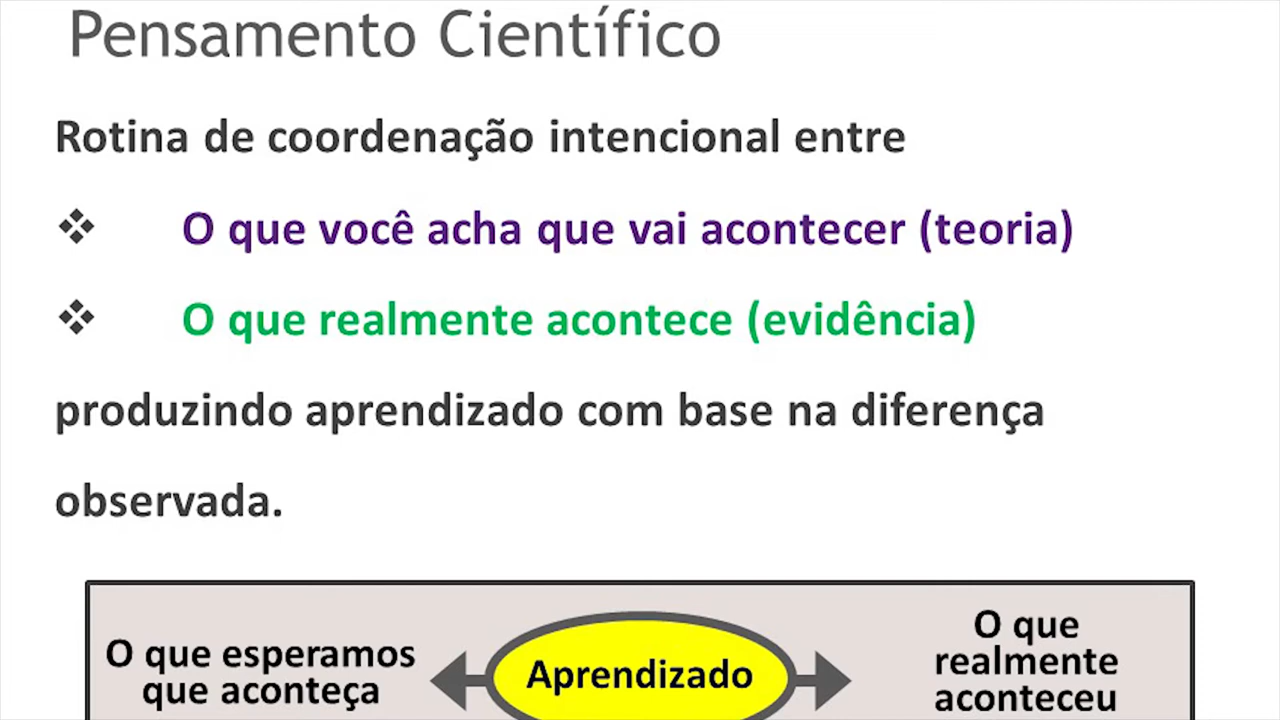 Pensamento Científico
Rotina de coordenação intencional entre
❖ O que você acha que vai acontecer (teoria)
❖ O que realmente acontece (evidência)
produzindo aprendizado com base na diferença
observada.
O que esperamos
que aconteça
Aprendizado
O que
realmente
aconteceu